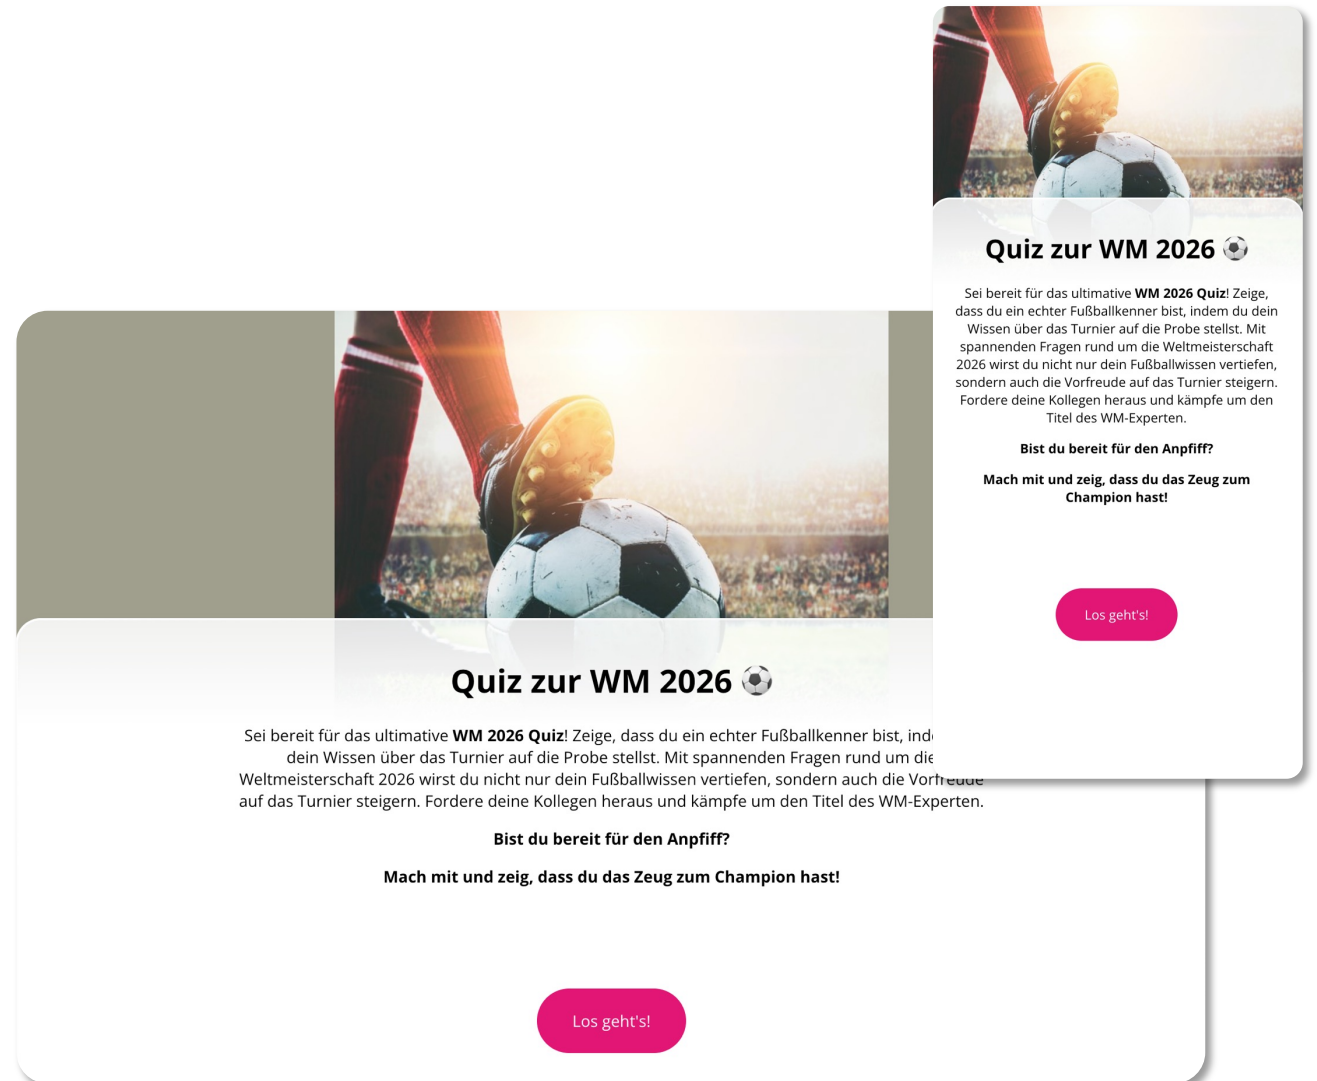 Quiz zur WM 2026 ⚽
Sei bereit für das ultimative WM 2026 Quiz! Zeige,
dass du ein echter Fußballkenner bist, indem du dein
Wissen über das Turnier auf die Probe stellst. Mit
spannenden Fragen rund um die Weltmeisterschaft
2026 wirst du nicht nur dein Fußballwissen vertiefen,
sondern auch die Vorfreude auf das Turnier steigern.
Fordere deine Kollegen heraus und kämpfe um den
Titel des WM-Experten.
Bist du bereit für den Anpfiff?
Mach mit und zeig, dass du das Zeug zum
Champion hast!
Los geht's!
Quiz zur WM 2026 ⚽
Sei bereit für das ultimative WM 2026 Quiz! Zeige, dass du ein echter Fußballkenner bist,
dein Wissen über das Turnier auf die Probe stellst. Mit spannenden Fragen rund um die
Weltmeisterschaft 2026 wirst du nicht nur dein Fußballwissen vertiefen, sondern auch die Vorfreude
auf das Turnier steigern. Fordere deine Kollegen heraus und kämpfe um den Titel des WM-Experten.
Bist du bereit für den Anpfiff?
Mach mit und zeig, dass du das Zeug zum Champion hast!
Los geht's!